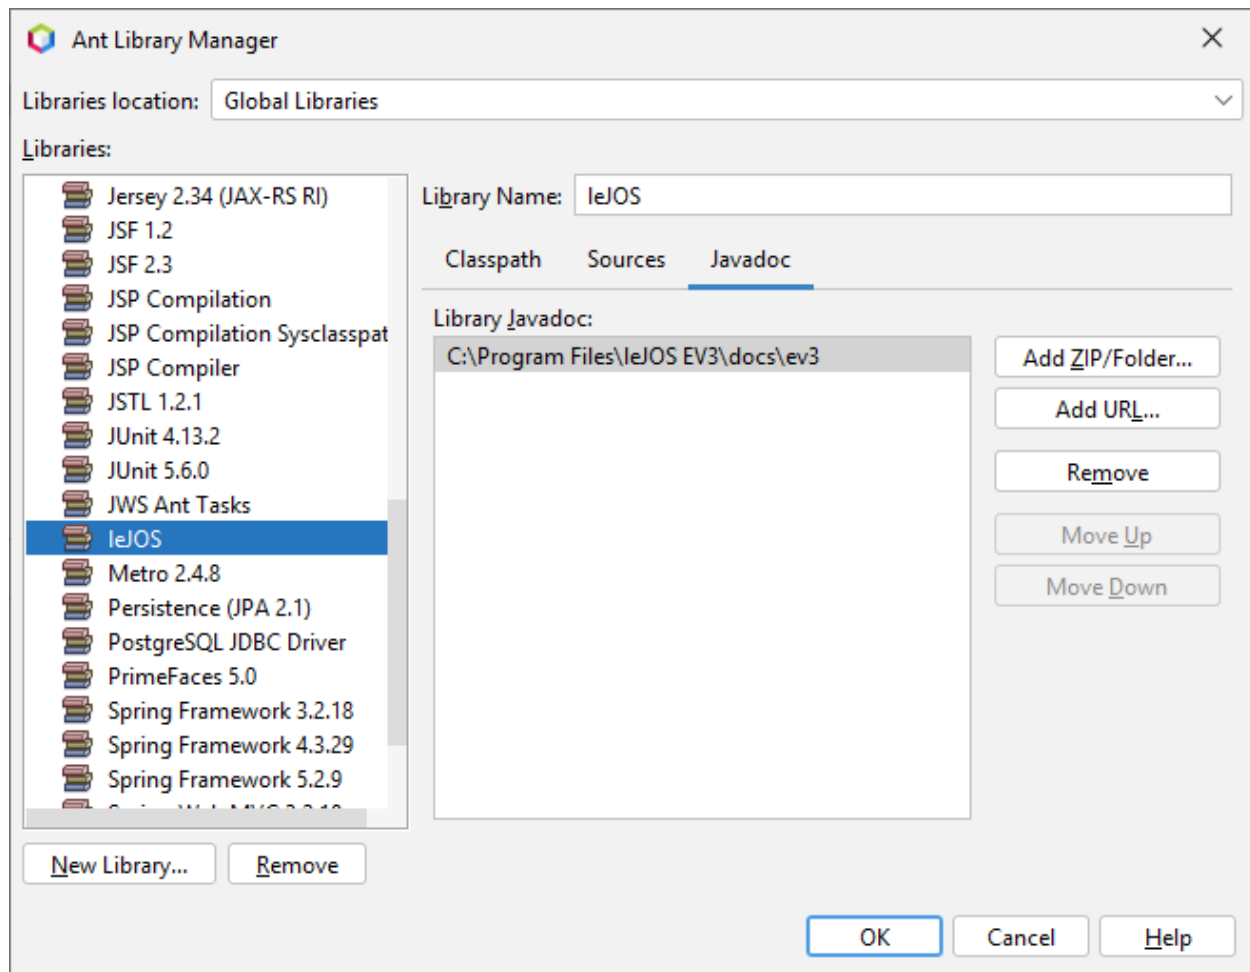 Ant Library Manager
Libraries location: Global Libraries
Libraries:
Jersey 2.34 (JAX-RS RI)
JSF 1.2
JSF 2.3
JSP Compilation
JSP Compilation Sysclasspat
JSP Compiler
JSTL 1.2.1
JUnit 4.13.2
JUnit 5.6.0
JWS Ant Tasks
leJOS
Metro 2.4.8
Persistence (JPA 2.1)
PostgreSQL JDBC Driver
PrimeFaces 5.0
Spring Framework 3.2.18
Spring Framework 4.3.29
Spring Framework 5.2.9
New Library... Remove
Library Name: leJOS
Classpath Sources Javadoc
Library Javadoc:
C:\Program Files\leJOS EV3\docs\ev3
Add ZIP/Folder...
Add URL...
Remove
Move Up
Move Down
OK Cancel Help